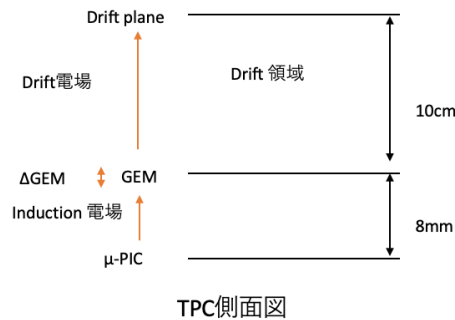 Drift plane
Drift電場
Drift 領域
10cm
ΔGEM
GEM
Induction 電場
8mm
μ-PIC
TPC側面図